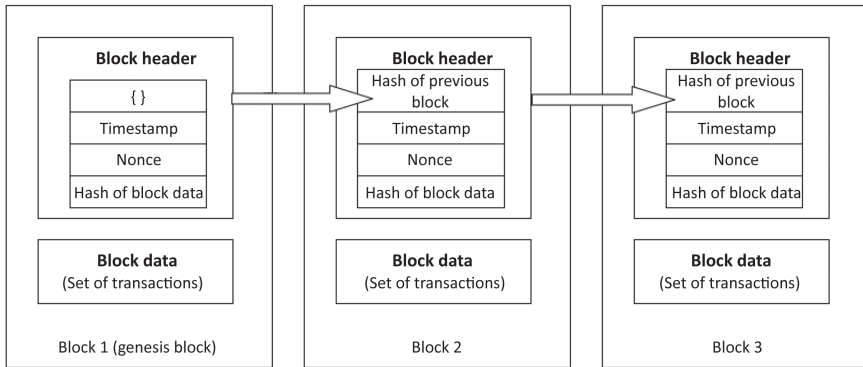 Block header
{ }
Timestamp
Nonce
Hash of block data
Block data
(Set of transactions)
Block 1 (genesis block)
Block header
Hash of previous
block
Timestamp
Nonce
Hash of block data
Block data
(Set of transactions)
Block 2
Block header
Hash of previous
block
Timestamp
Nonce
Hash of block data
Block data
(Set of transactions)
Block 3